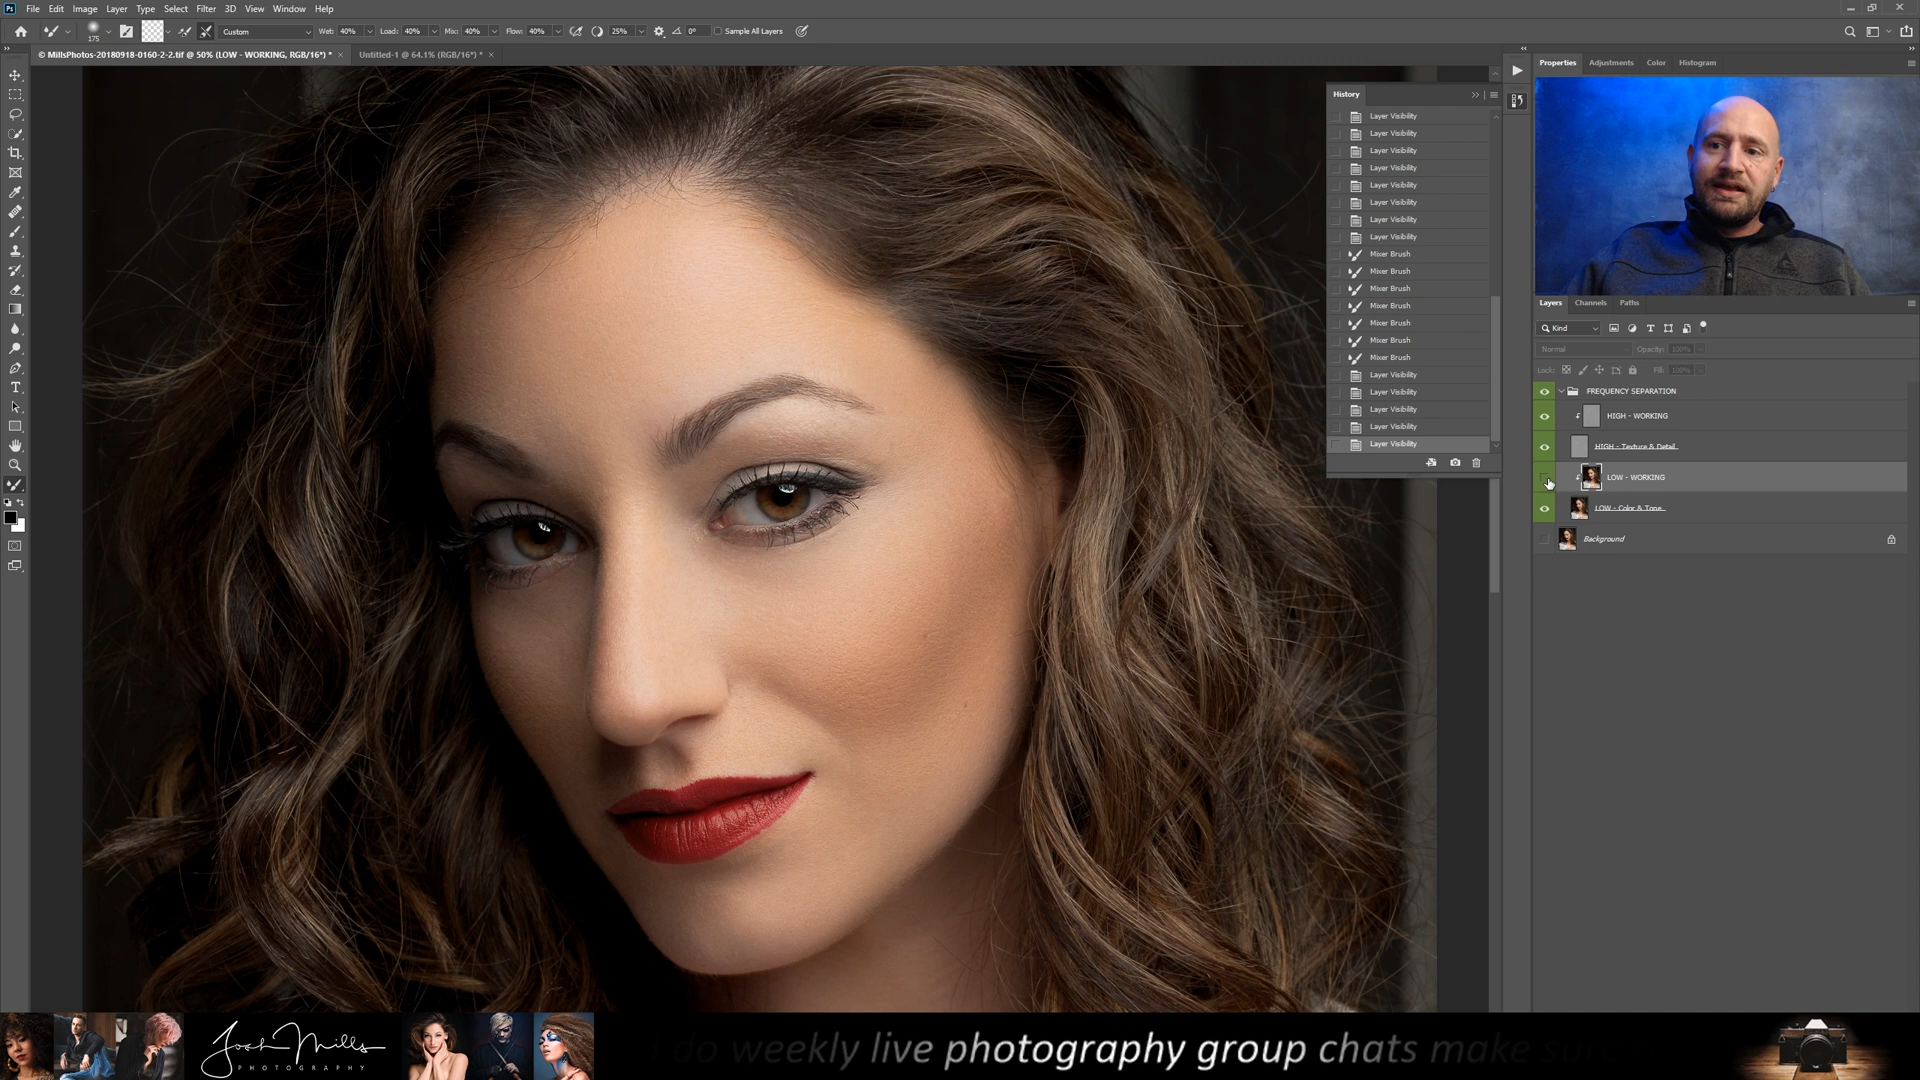 Ps File Edit Image Layer Type Select Filter 3D View Window Help
175 Custom Wet: 40% Load: 40% Mix: 40% Flow: 40% 25% 0° Sample All Layers
© MillsPhotos-20180918-0160-2-2.tif @ 50% (LOW - WORKING, RGB/16*) * × Untitled-1 @ 64.1% (RGB/16*) * ×
History
Layer Visibility
Layer Visibility
Layer Visibility
Layer Visibility
Layer Visibility
Layer Visibility
Layer Visibility
Layer Visibility
Mixer Brush
Mixer Brush
Mixer Brush
Mixer Brush
Mixer Brush
Mixer Brush
Mixer Brush
Layer Visibility
Layer Visibility
Layer Visibility
Layer Visibility
Layer Visibility
Properties Adjustments Color Histogram
Layers Channels Paths
Kind
Normal Opacity: 100%
Lock: Fill: 100%
FREQUENCY SEPARATION
HIGH - WORKING
HIGH - Texture & Detail
LOW - WORKING
LOW - Color & Tone
Background
Josh Mills
PHOTOGRAPHY
I do weekly live photography group chats make sure